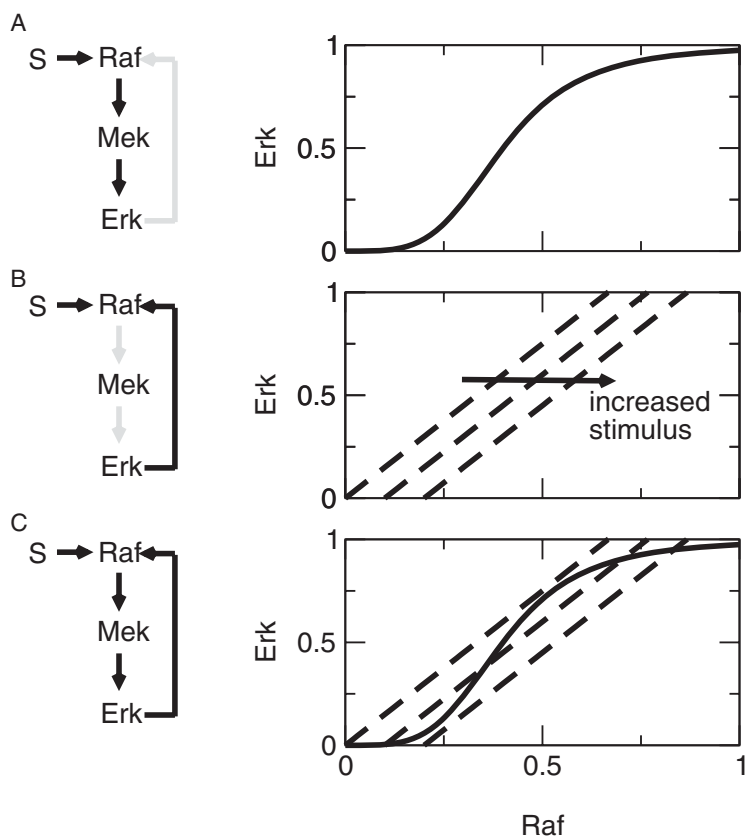 A
S Raf
Mek
Erk
1
0.5
0
Erk
B
S Raf
Mek
Erk
1
0.5
0
Erk
increased
stimulus
C
S Raf
Mek
Erk
1
0.5
0
Erk
0 0.5 1
Raf